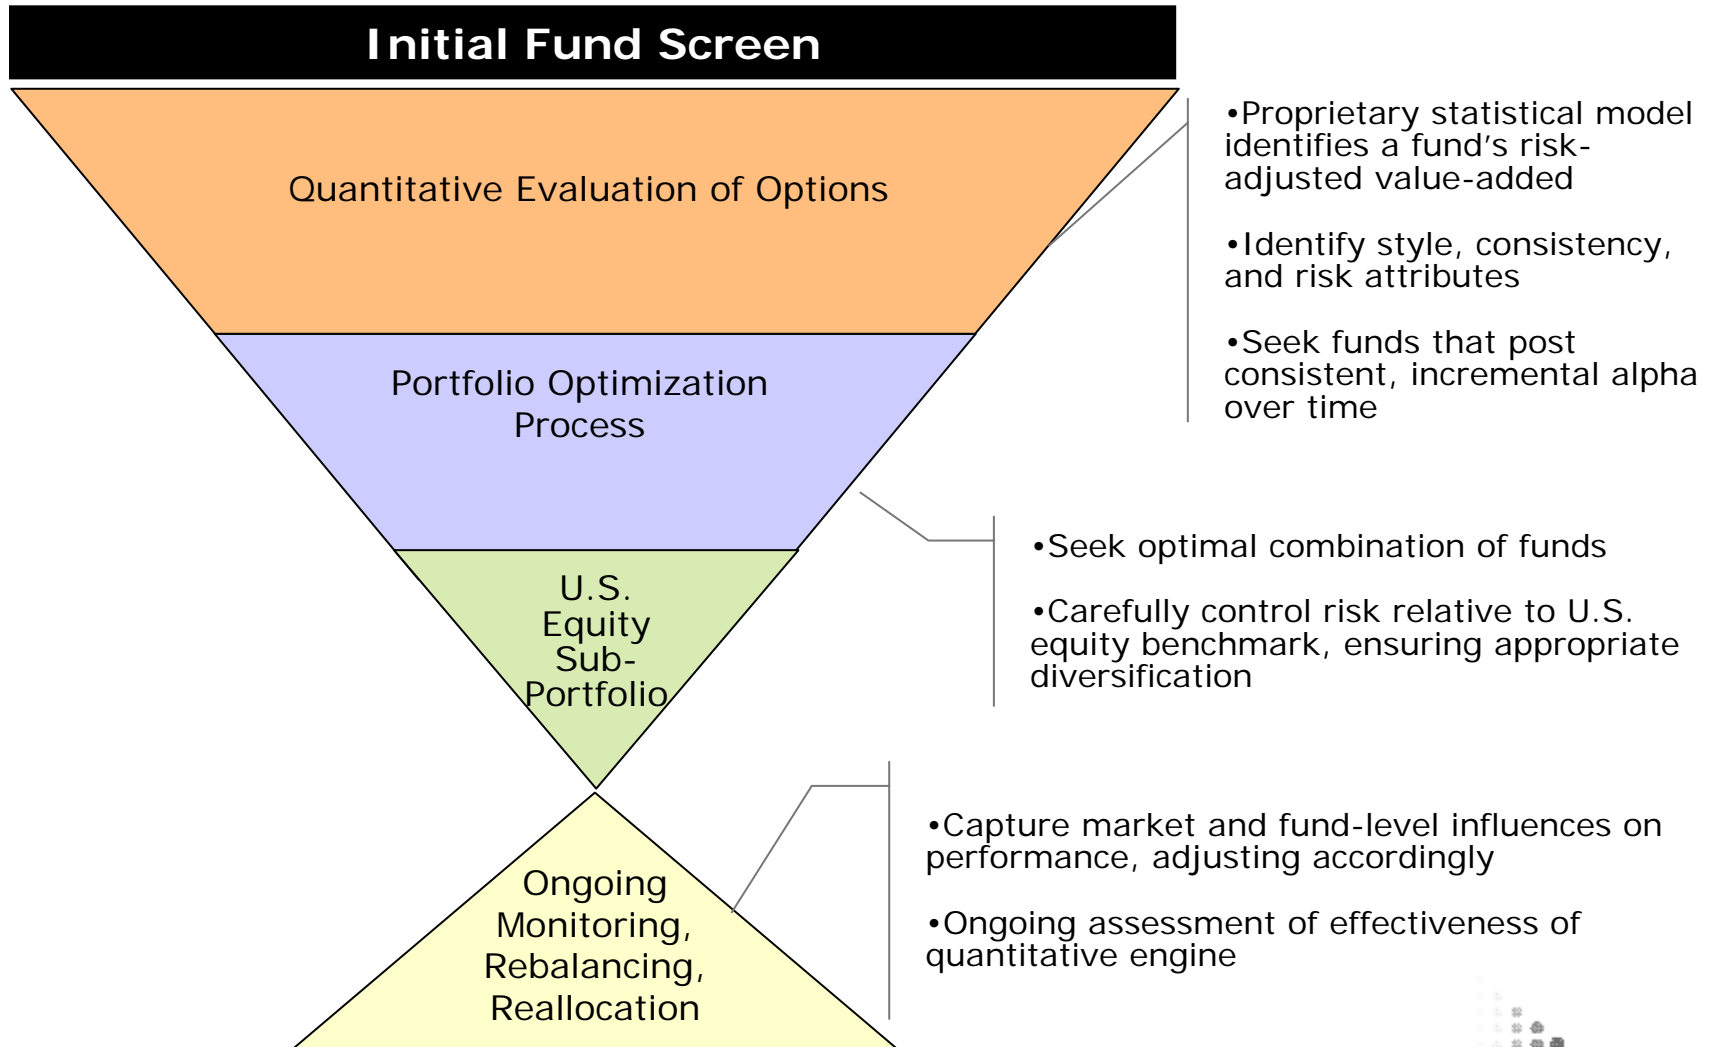 Initial Fund Screen
Quantitative Evaluation of Options
•Proprietary statistical model
identifies a fund's risk-
adjusted value-added
•Identify style, consistency,
and risk attributes
•Seek funds that post
consistent, incremental alpha
over time
Portfolio Optimization
Process
•Seek optimal combination of funds
•Carefully control risk relative to U.S.
equity benchmark, ensuring appropriate
diversification
U.S.
Equity
Sub-
Portfolio
•Capture market and fund-level influences on
performance, adjusting accordingly
•Ongoing assessment of effectiveness of
quantitative engine
Ongoing
Monitoring,
Rebalancing,
Reallocation